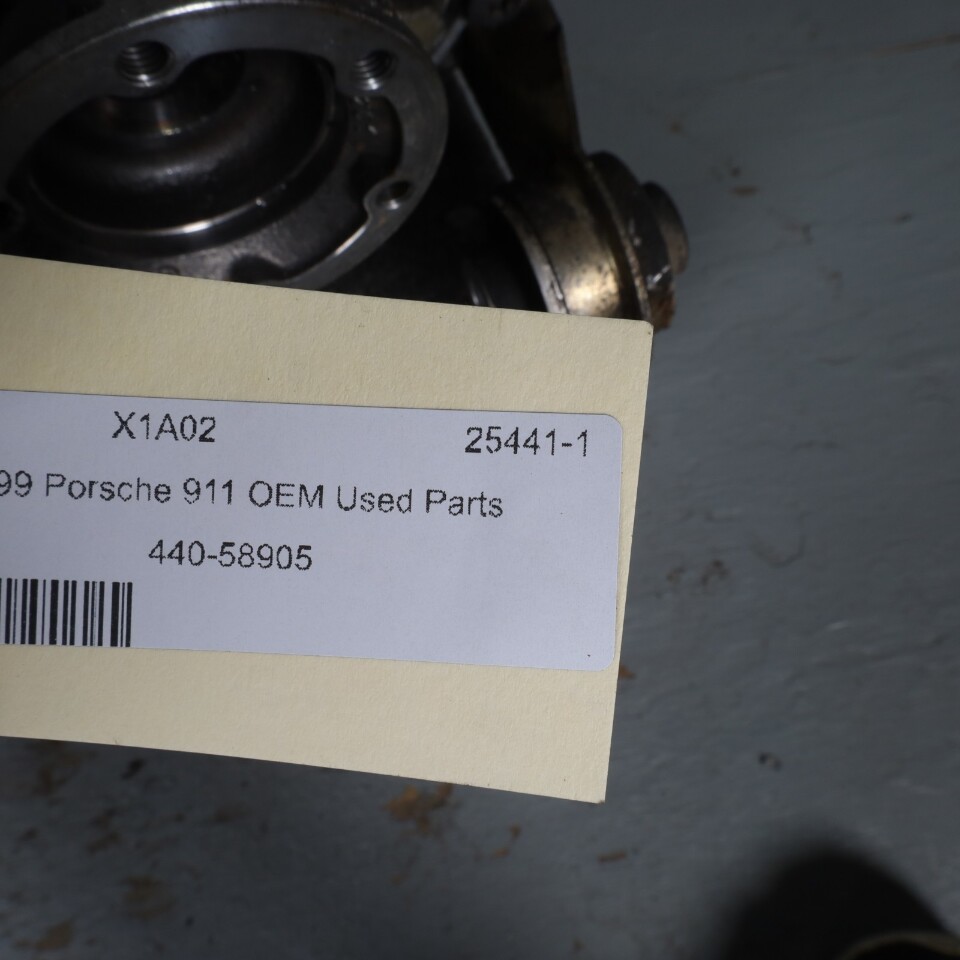 X1A02 25441-1
99 Porsche 911 OEM Used Parts
440-58905